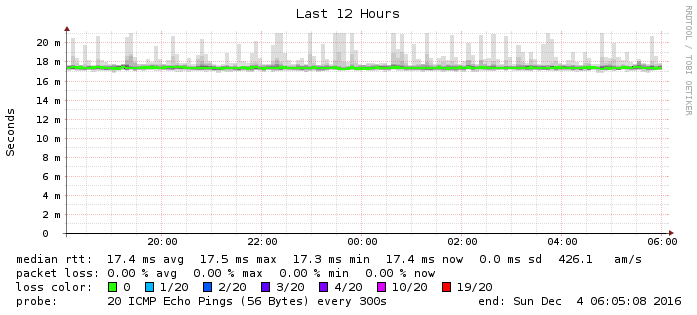 Last 12 Hours
RRDTOOL / TOBI OETIKER
Seconds
20 m
18 m
16 m
14 m
12 m
10 m
8 m
6 m
4 m
2 m
0
20:00 22:00 00:00 02:00 04:00 06:00
median rtt: 17.4 ms avg 17.5 ms max 17.3 ms min 17.4 ms now 0.0 ms sd 426.1 am/s
packet loss: 0.00 % avg 0.00 % max 0.00 % min 0.00 % now
loss color: 0 1/20 2/20 3/20 4/20 10/20 19/20
probe: 20 ICMP Echo Pings (56 Bytes) every 300s end: Sun Dec 4 06:05:08 2016